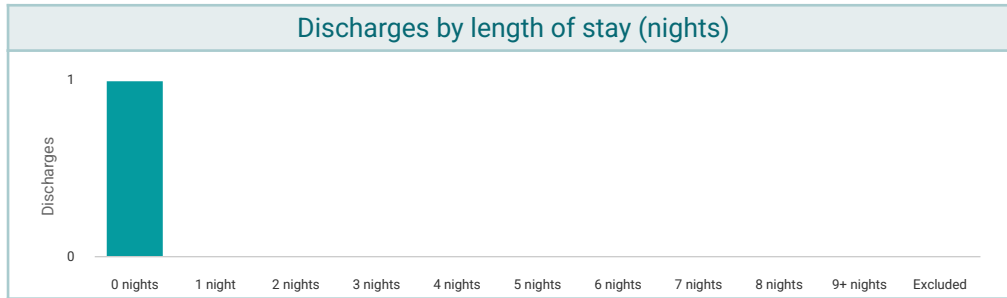 Discharges by length of stay (nights)
1
Discharges
0
0 nights 1 night 2 nights 3 nights 4 nights 5 nights 6 nights 7 nights 8 nights 9+ nights Excluded